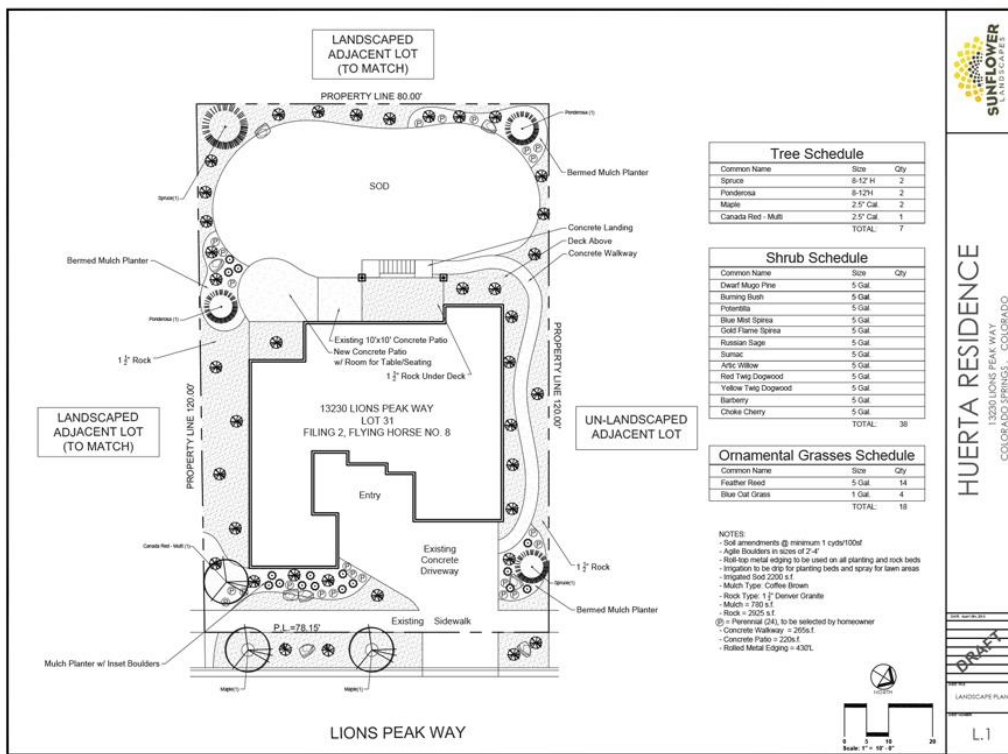 LANDSCAPED
ADJACENT LOT
(TO MATCH)
PROPERTY LINE 80.00'
Ponderosa (1)
Bermed Mulch Planter
SOD
Spruce(1)
Concrete Landing
Deck Above
Concrete Walkway
Bermed Mulch Planter
Ponderosa (1)
1 1/2" Rock
Existing 10'x10' Concrete Patio
New Concrete Patio
w/ Room for Table/Seating
1 1/2" Rock Under Deck
PROPERTY LINE 120.00'
PROPERTY LINE 120.00'
LANDSCAPED
ADJACENT LOT
(TO MATCH)
13230 LIONS PEAK WAY
LOT 31
FILING 2, FLYING HORSE NO. 8
UN-LANDSCAPED
ADJACENT LOT
Entry
Canada Red - Multi (1)
Existing
Concrete
Driveway
1 1/2" Rock
Spruce(1)
Bermed Mulch Planter
Existing Sidewalk
P.L.=78.15'
Mulch Planter w/ Inset Boulders
Maple(1)
Maple(1)
LIONS PEAK WAY
Tree Schedule
Common Name Size Qty
Spruce 8-12' H 2
Ponderosa 8-12'H 2
Maple 2.5" Cal. 2
Canada Red - Multi 2.5" Cal. 1
TOTAL: 7
Shrub Schedule
Common Name Size Qty
Dwarf Mugo Pine 5 Gal.
Burning Bush 5 Gal.
Potentilla 5 Gal.
Blue Mist Spirea 5 Gal.
Gold Flame Spirea 5 Gal.
Russian Sage 5 Gal.
Sumac 5 Gal.
Artic Willow 5 Gal.
Red Twig Dogwood 5 Gal.
Yellow Twig Dogwood 5 Gal.
Barberry 5 Gal.
Choke Cherry 5 Gal.
TOTAL: 38
Ornamental Grasses Schedule
Common Name Size Qty
Feather Reed 5 Gal. 14
Blue Oat Grass 1 Gal. 4
TOTAL: 18
NOTES:
- Soil amendments @ minimum 1 cyds/100sf
- Agile Boulders in sizes of 2'-4'
- Roll-top metal edging to be used on all planting and rock beds
- Irrigation to be drip for planting beds and spray for lawn areas
- Irrigated Sod 2200 s.f.
- Mulch Type: Coffee Brown
- Rock Type: 1 1/2" Denver Granite
- Mulch = 780 s.f.
- Rock = 2925 s.f.
Ⓟ = Perennial (24), to be selected by homeowner
- Concrete Walkway = 265s.f.
- Concrete Patio = 220s.f.
- Rolled Metal Edging = 430'L
NORTH
0 5 10 20
Scale: 1" = 10'-0"
SUNFLOWER
LANDSCAPES
HUERTA RESIDENCE
13230 LIONS PEAK WAY
COLORADO SPRINGS, COLORADO
DRAFT
LANDSCAPE PLAN
L.1